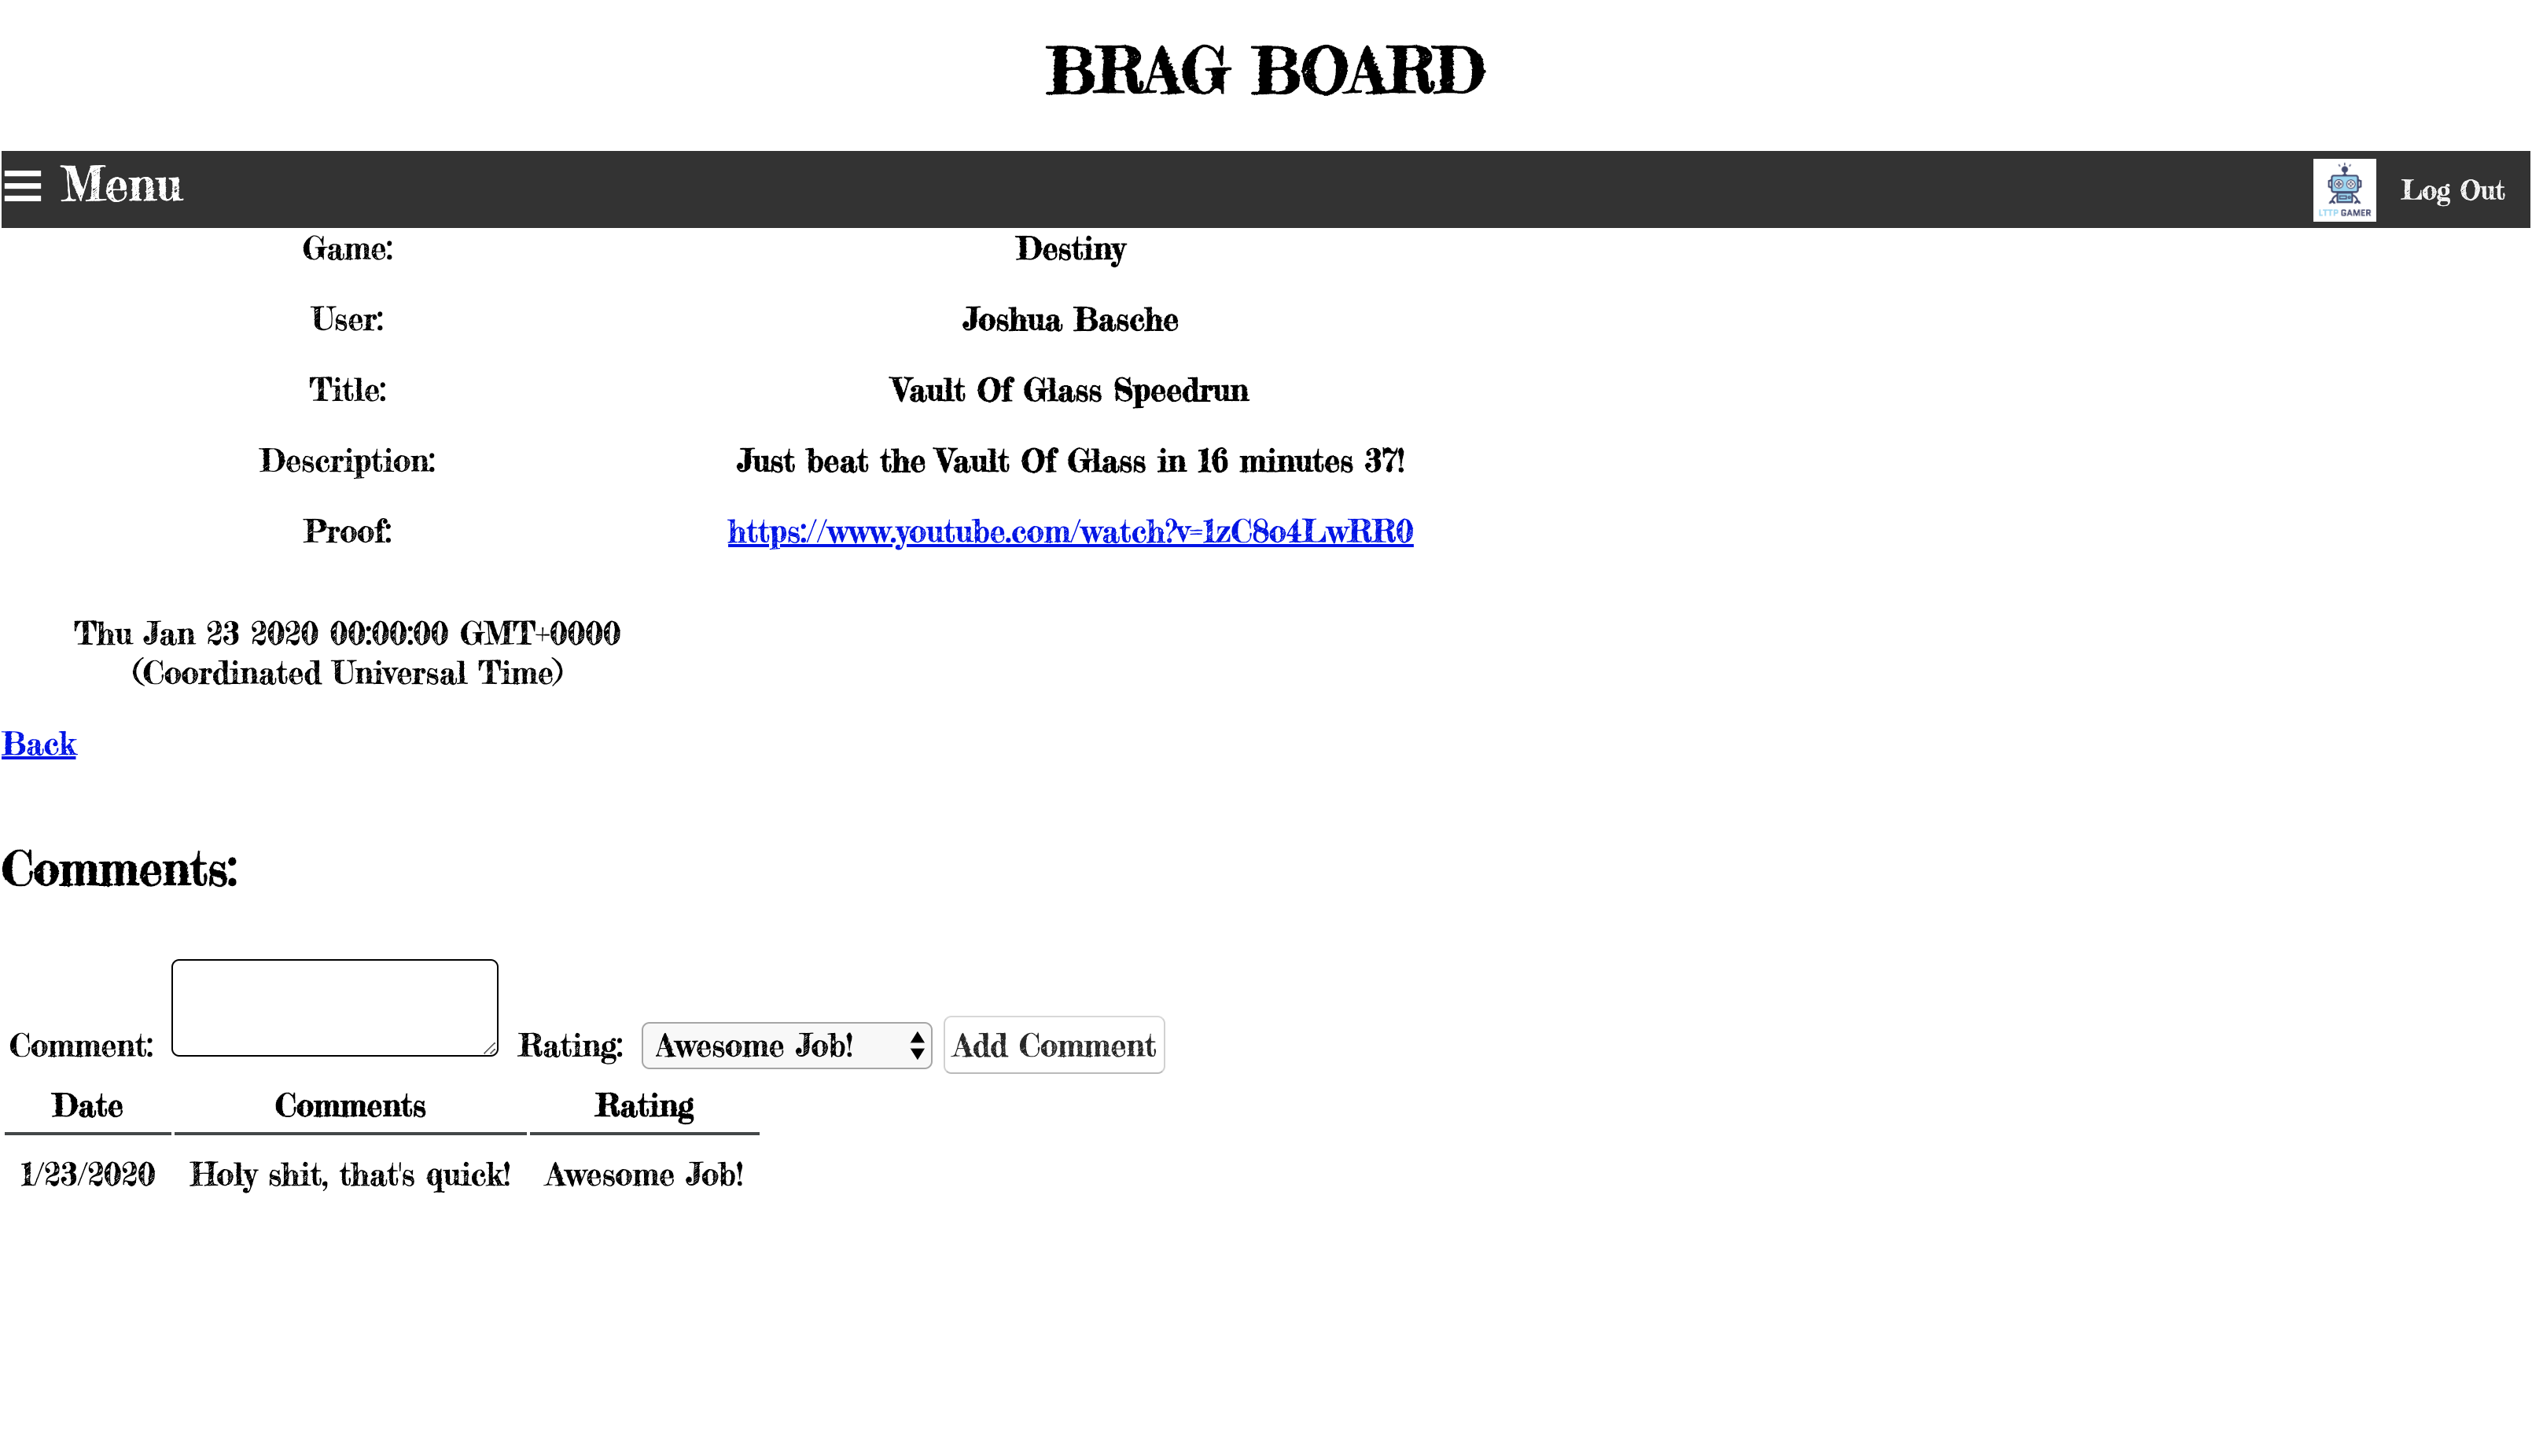 BRAG BOARD
Menu
LTTP GAMER
Log Out
Game: Destiny
User: Joshua Basche
Title: Vault Of Glass Speedrun
Description: Just beat the Vault Of Glass in 16 minutes 37!
Proof: https://www.youtube.com/watch?v=1zC8o4LwRR0
Thu Jan 23 2020 00:00:00 GMT+0000
(Coordinated Universal Time)
Back
Comments:
Comment: Rating: Awesome Job! Add Comment
Date Comments Rating
1/23/2020 Holy shit, that's quick! Awesome Job!